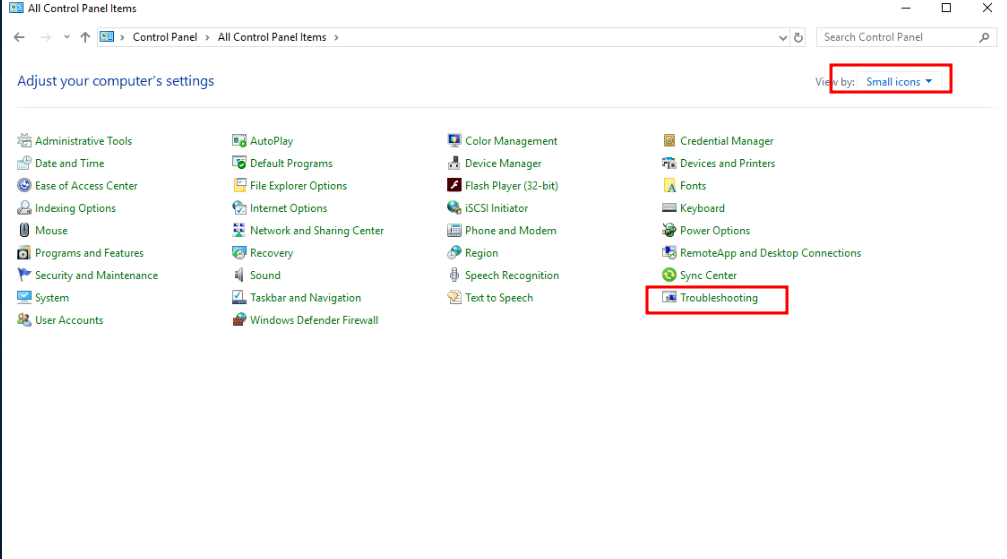 All Control Panel Items
Control Panel > All Control Panel Items >
Search Control Panel
Adjust your computer's settings
View by: Small icons
Administrative Tools
AutoPlay
Color Management
Credential Manager
Date and Time
Default Programs
Device Manager
Devices and Printers
Ease of Access Center
File Explorer Options
Flash Player (32-bit)
Fonts
Indexing Options
Internet Options
iSCSI Initiator
Keyboard
Mouse
Network and Sharing Center
Phone and Modem
Power Options
Programs and Features
Recovery
Region
RemoteApp and Desktop Connections
Security and Maintenance
Sound
Speech Recognition
Sync Center
System
Taskbar and Navigation
Text to Speech
Troubleshooting
User Accounts
Windows Defender Firewall